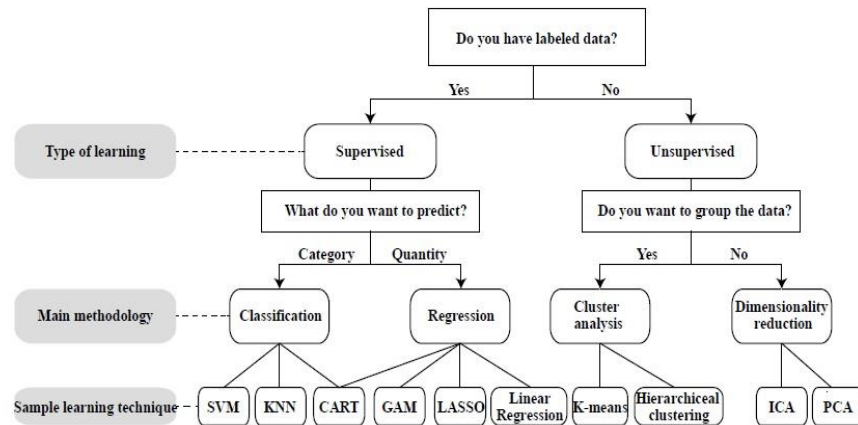 Do you have labeled data?
Yes
No
Type of learning
Supervised
Unsupervised
What do you want to predict?
Do you want to group the data?
Category
Quantity
Yes
No
Main methodology
Classification
Regression
Cluster
analysis
Dimensionality
reduction
Sample learning technique
SVM
KNN
CART
GAM
LASSO
Linear
Regression
K-means
Hierarchiceal
clustering
ICA
PCA